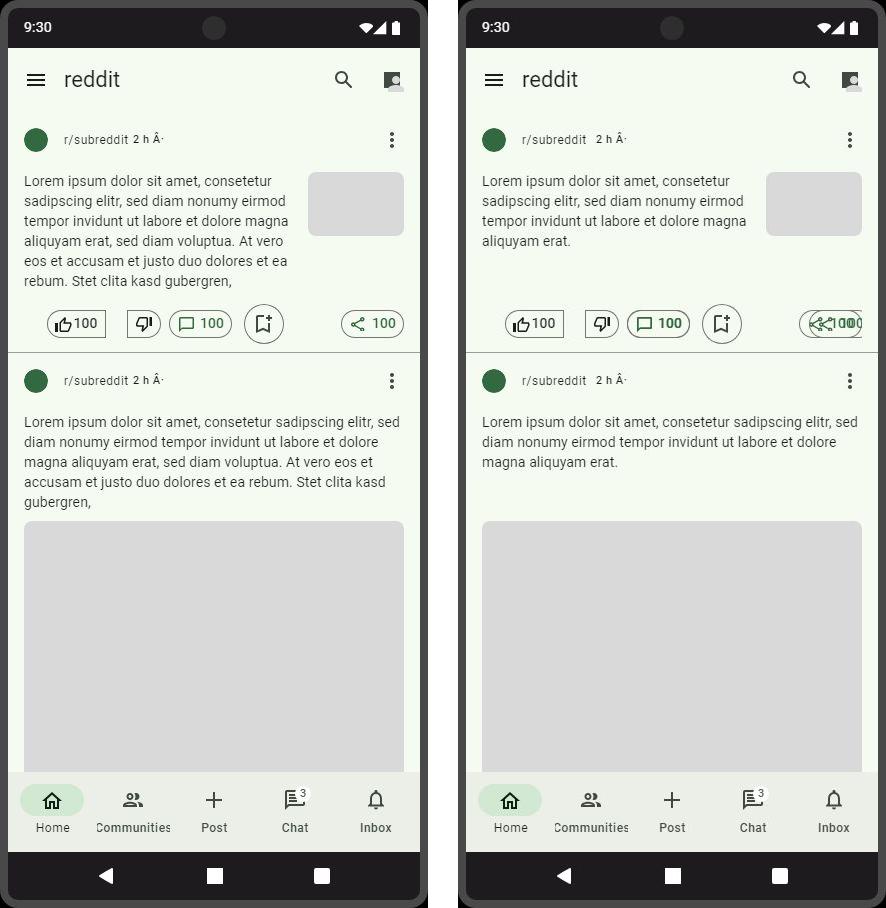 9:30
reddit
r/subreddit 2 h Â·
Lorem ipsum dolor sit amet, consetetur
sadipscing elitr, sed diam nonumy eirmod
tempor invidunt ut labore et dolore magna
aliquyam erat, sed diam voluptua. At vero
eos et accusam et justo duo dolores et ea
rebum. Stet clita kasd gubergren,
100 100 100
r/subreddit 2 h Â·
Lorem ipsum dolor sit amet, consetetur sadipscing elitr, sed
diam nonumy eirmod tempor invidunt ut labore et dolore
magna aliquyam erat, sed diam voluptua. At vero eos et
accusam et justo duo dolores et ea rebum. Stet clita kasd
gubergren,
3
Home Communities Post Chat Inbox
9:30
reddit
r/subreddit 2 h Â·
Lorem ipsum dolor sit amet, consetetur
sadipscing elitr, sed diam nonumy eirmod
tempor invidunt ut labore et dolore magna
aliquyam erat.
100 100
r/subreddit 2 h Â·
Lorem ipsum dolor sit amet, consetetur sadipscing elitr, sed
diam nonumy eirmod tempor invidunt ut labore et dolore
magna aliquyam erat.
3
Home Communities Post Chat Inbox